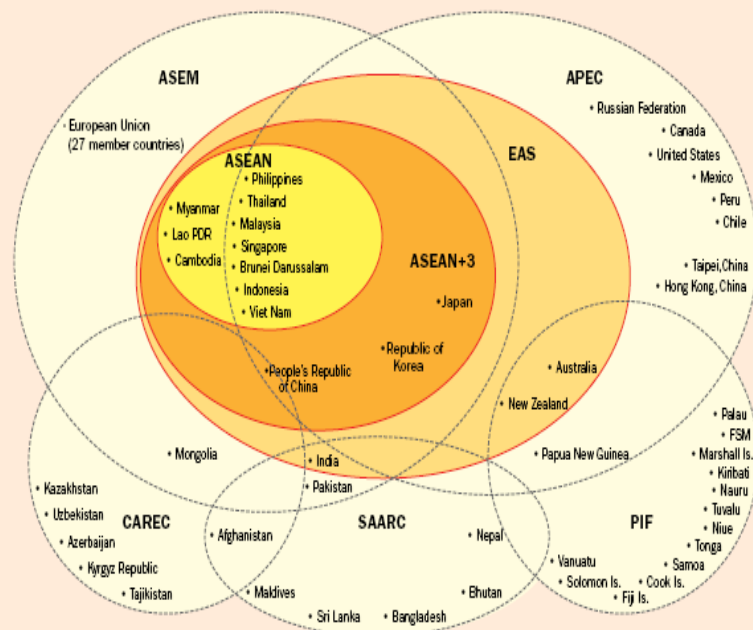 ASEM
APEC
European Union
(27 member countries)
Russian Federation
Canada
United States
Mexico
Peru
Chile
Taipei,China
Hong Kong, China
EAS
ASEAN
Philippines
Thailand
Malaysia
Singapore
Brunei Darussalam
Indonesia
Viet Nam
Myanmar
Lao PDR
Cambodia
ASEAN+3
Japan
Republic of
Korea
People's Republic
of China
Australia
New Zealand
Papua New Guinea
Mongolia
India
Pakistan
Kazakhstan
Uzbekistan
Azerbaijan
Kyrgyz Republic
Tajikistan
CAREC
Afghanistan
SAARC
Nepal
Maldives
Sri Lanka
Bangladesh
Bhutan
PIF
Palau
FSM
Marshall Is.
Kiribati
Nauru
Tuvalu
Niue
Tonga
Samoa
Cook Is.
Fiji Is.
Solomon Is.
Vanuatu